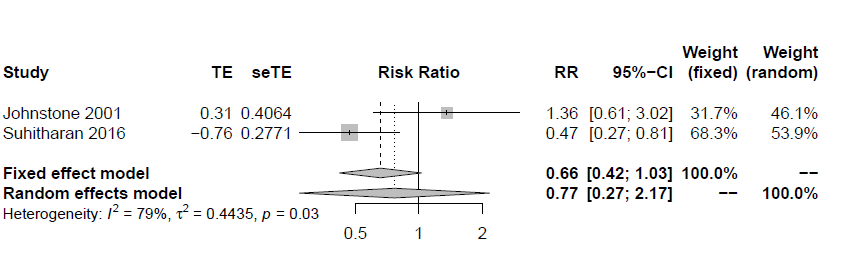 Weight Weight
Study TE seTE Risk Ratio RR 95%−CI (fixed) (random)
Johnstone 2001 0.31 0.4064 1.36 [0.61; 3.02] 31.7% 46.1%
Suhitharan 2016 −0.76 0.2771 0.47 [0.27; 0.81] 68.3% 53.9%
Fixed effect model 0.66 [0.42; 1.03] 100.0% −−
Random effects model 0.77 [0.27; 2.17] −− 100.0%
Heterogeneity: I² = 79%, τ² = 0.4435, p = 0.03
0.5 1 2